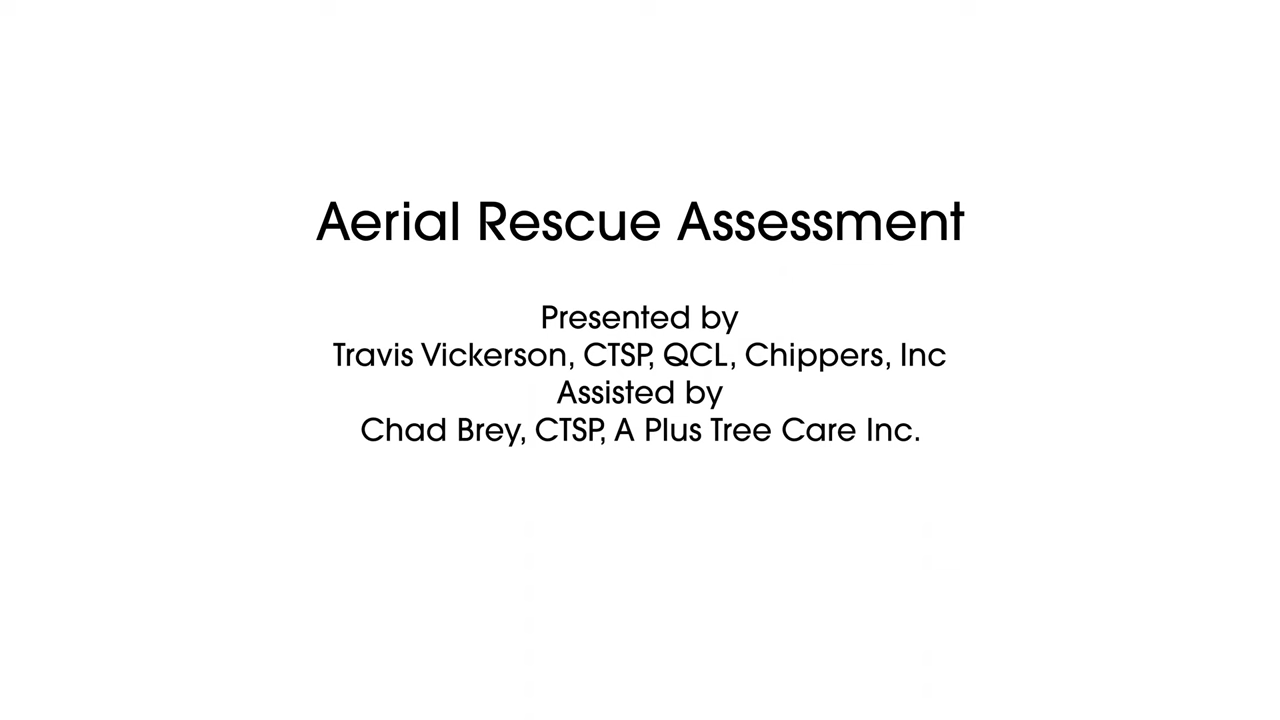 Aerial Rescue Assessment
Presented by
Travis Vickerson, CTSP, QCL, Chippers, Inc
Assisted by
Chad Brey, CTSP, A Plus Tree Care Inc.